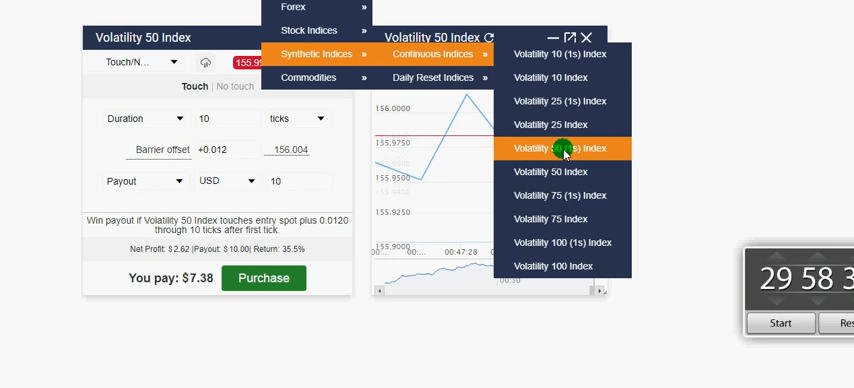 Forex »
Stock Indices »
Synthetic Indices »
Commodities »
Continuous Indices »
Daily Reset Indices »
Volatility 10 (1s) Index
Volatility 10 Index
Volatility 25 (1s) Index
Volatility 25 Index
Volatility 50 (1s) Index
Volatility 50 Index
Volatility 75 (1s) Index
Volatility 75 Index
Volatility 100 (1s) Index
Volatility 100 Index
Volatility 50 Index
Touch/N...
Touch | No touch
Duration 10 ticks
Barrier offset +0.012 156.004
Payout USD 10
Win payout if Volatility 50 Index touches entry spot plus 0.0120
through 10 ticks after first tick.
Net Profit: $ 2.62 |Payout: $ 10.00| Return: 35.5%
You pay: $7.38 Purchase
Volatility 50 Index
156.0000
155.9750
155.9500
155.9250
155.9000
00:47:28
00:30
29 58
Start